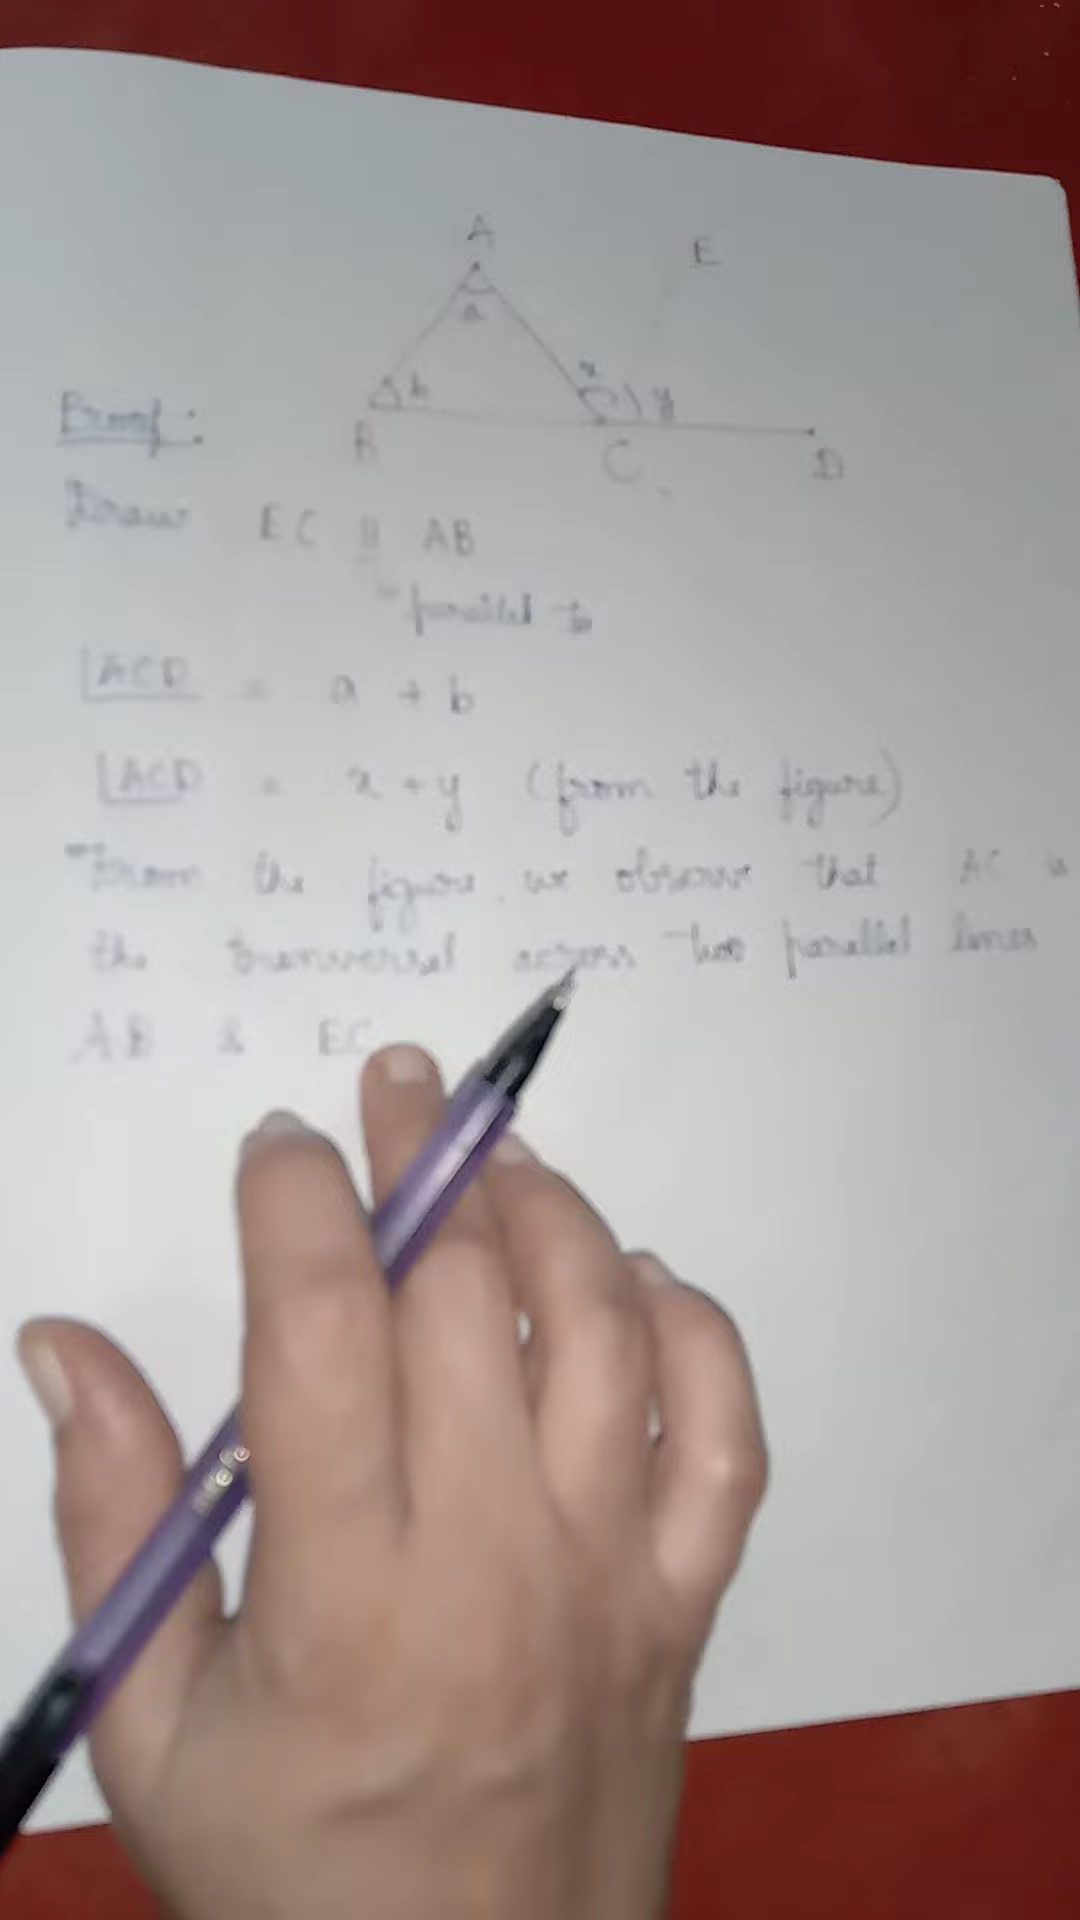 A
E
a
b
x
y
B
C
D
Proof :
Draw EC || AB
parallel to
∠ACD = a + b
∠ACD = x + y (from the figure)
From the figure, we observe that AC is
the transversal across two parallel lines
AB & EC